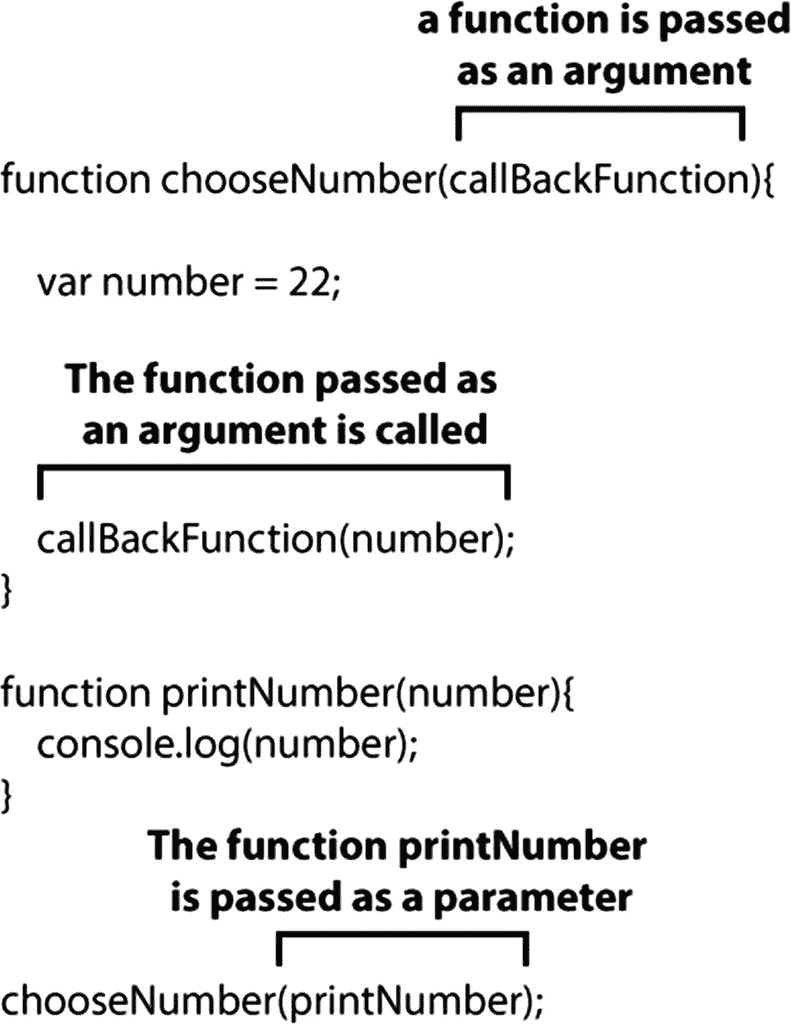 a function is passed
as an argument
function chooseNumber(callBackFunction){
var number = 22;
The function passed as
an argument is called
callBackFunction(number);
}
function printNumber(number){
console.log(number);
}
The function printNumber
is passed as a parameter
chooseNumber(printNumber);